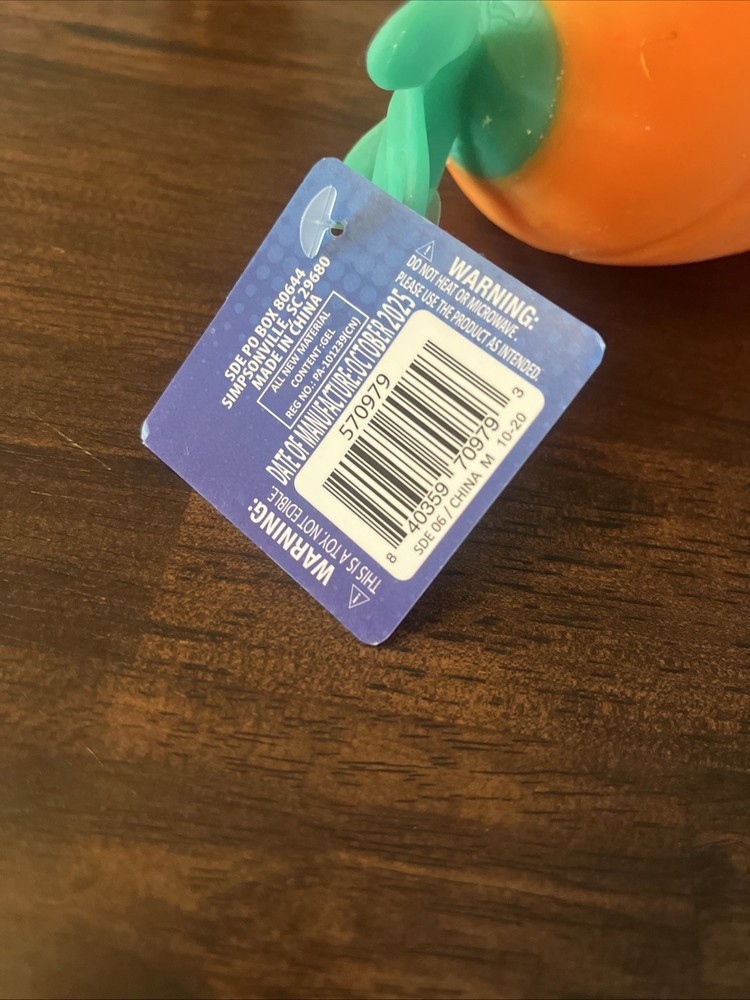 SDE PO BOX 80644
SIMPSONVILLE, SC 29680
MADE IN CHINA
ALL NEW MATERIAL
CONTENT:GEL
REG NO.: PA-101239(CN)
DATE OF MANUFACTURE:OCTOBER 2025
WARNING:
DO NOT HEAT OR MICROWAVE.
PLEASE USE THE PRODUCT AS INTENDED.
570979
8 40359 70979 3
SDE 06 / CHINA M 10-20
WARNING:
THIS IS A TOY. NOT EDIBLE.